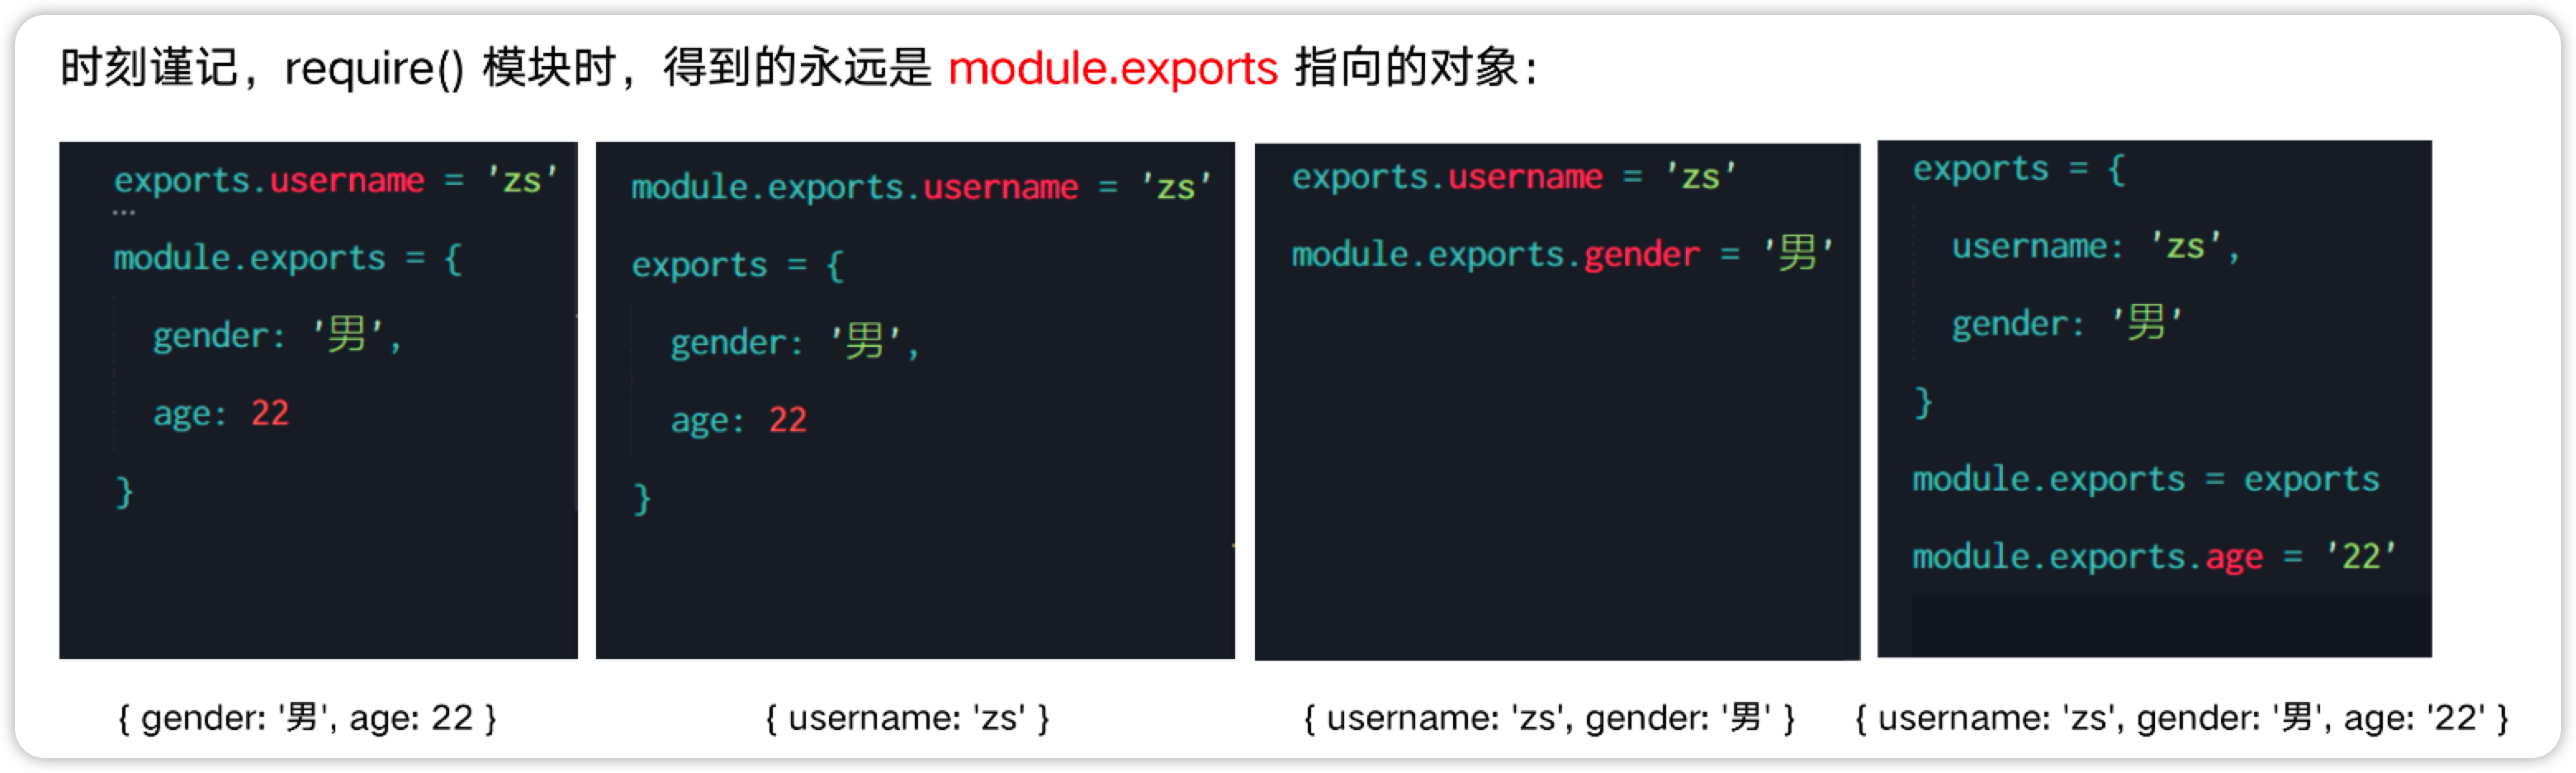 时刻谨记，require() 模块时，得到的永远是 module.exports 指向的对象：
exports.username = 'zs'
...
module.exports = {
gender: '男',
age: 22
}
module.exports.username = 'zs'
exports = {
gender: '男',
age: 22
}
exports.username = 'zs'
module.exports.gender = '男'
exports = {
username: 'zs',
gender: '男'
}
module.exports = exports
module.exports.age = '22'
{ gender: '男', age: 22 }
{ username: 'zs' }
{ username: 'zs', gender: '男' }
{ username: 'zs', gender: '男', age: '22' }